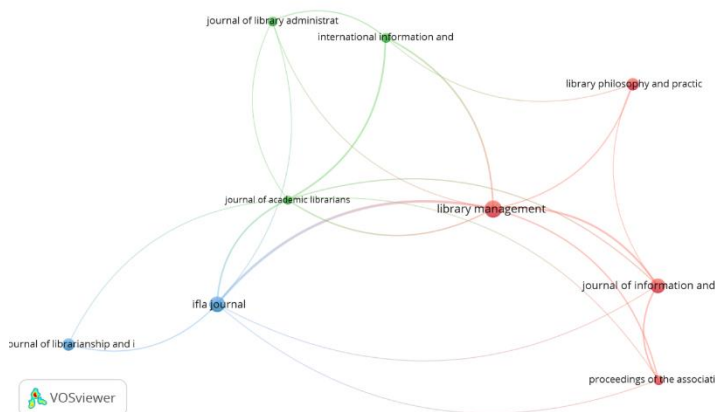 journal of library administrat
international information and
library philosophy and practic
journal of academic librarians
library management
journal of information and
ifla journal
ournal of librarianship and i
proceedings of the associati
VOSviewer